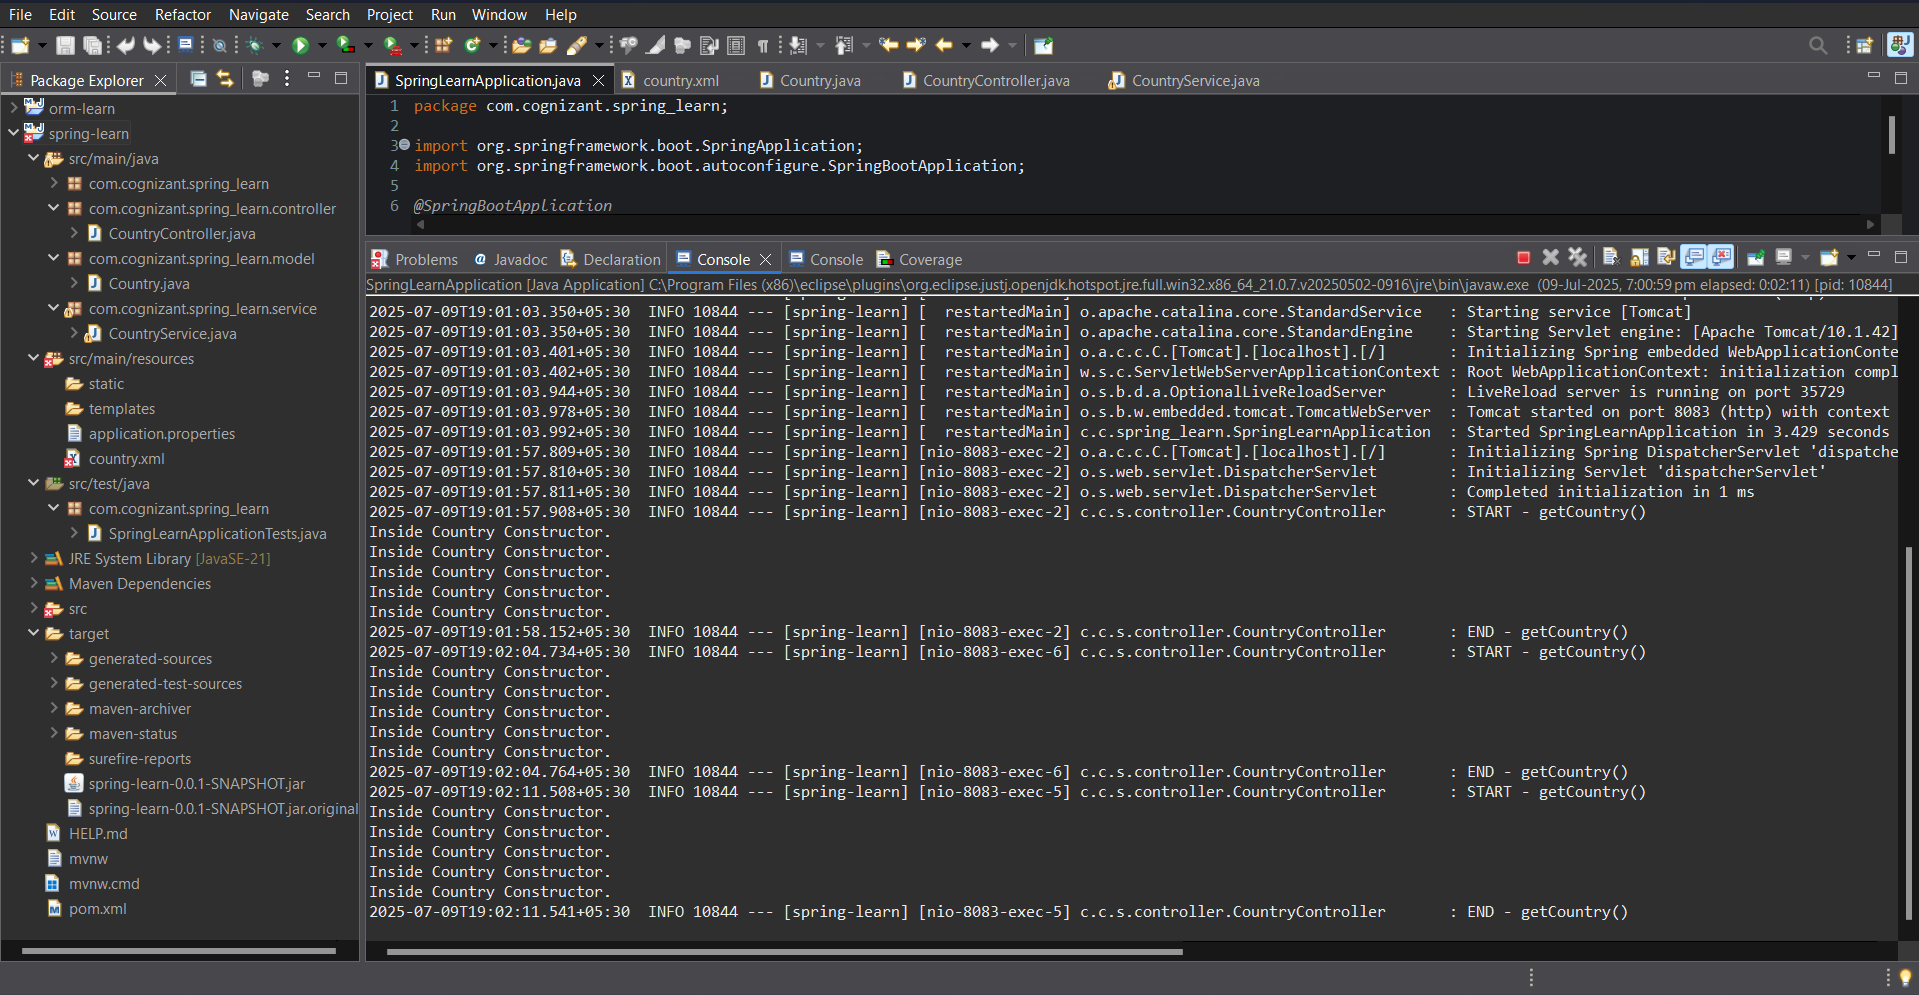 File Edit Source Refactor Navigate Search Project Run Window Help
Package Explorer
orm-learn
spring-learn
src/main/java
com.cognizant.spring_learn
com.cognizant.spring_learn.controller
CountryController.java
com.cognizant.spring_learn.model
Country.java
com.cognizant.spring_learn.service
CountryService.java
src/main/resources
static
templates
application.properties
country.xml
src/test/java
com.cognizant.spring_learn
SpringLearnApplicationTests.java
JRE System Library [JavaSE-21]
Maven Dependencies
src
target
generated-sources
generated-test-sources
maven-archiver
maven-status
surefire-reports
spring-learn-0.0.1-SNAPSHOT.jar
spring-learn-0.0.1-SNAPSHOT.jar.original
HELP.md
mvnw
mvnw.cmd
pom.xml
SpringLearnApplication.java country.xml Country.java CountryController.java CountryService.java
1 package com.cognizant.spring_learn;
2
3 import org.springframework.boot.SpringApplication;
4 import org.springframework.boot.autoconfigure.SpringBootApplication;
5
6 @SpringBootApplication
Problems Javadoc Declaration Console Console Coverage
SpringLearnApplication [Java Application] C:\Program Files (x86)\eclipse\plugins\org.eclipse.justj.openjdk.hotspot.jre.full.win32.x86_64_21.0.7.v20250502-0916\jre\bin\javaw.exe (09-Jul-2025, 7:00:59 pm elapsed: 0:02:11) [pid: 10844]
2025-07-09T19:01:03.350+05:30 INFO 10844 --- [spring-learn] [ restartedMain] o.apache.catalina.core.StandardService : Starting service [Tomcat]
2025-07-09T19:01:03.350+05:30 INFO 10844 --- [spring-learn] [ restartedMain] o.apache.catalina.core.StandardEngine : Starting Servlet engine: [Apache Tomcat/10.1.42]
2025-07-09T19:01:03.401+05:30 INFO 10844 --- [spring-learn] [ restartedMain] o.a.c.c.C.[Tomcat].[localhost].[/] : Initializing Spring embedded WebApplicationConte
2025-07-09T19:01:03.402+05:30 INFO 10844 --- [spring-learn] [ restartedMain] w.s.c.ServletWebServerApplicationContext : Root WebApplicationContext: initialization compl
2025-07-09T19:01:03.944+05:30 INFO 10844 --- [spring-learn] [ restartedMain] o.s.b.d.a.OptionalLiveReloadServer : LiveReload server is running on port 35729
2025-07-09T19:01:03.978+05:30 INFO 10844 --- [spring-learn] [ restartedMain] o.s.b.w.embedded.tomcat.TomcatWebServer : Tomcat started on port 8083 (http) with context
2025-07-09T19:01:03.992+05:30 INFO 10844 --- [spring-learn] [ restartedMain] c.c.spring_learn.SpringLearnApplication : Started SpringLearnApplication in 3.429 seconds
2025-07-09T19:01:57.809+05:30 INFO 10844 --- [spring-learn] [nio-8083-exec-2] o.a.c.c.C.[Tomcat].[localhost].[/] : Initializing Spring DispatcherServlet 'dispatche
2025-07-09T19:01:57.810+05:30 INFO 10844 --- [spring-learn] [nio-8083-exec-2] o.s.web.servlet.DispatcherServlet : Initializing Servlet 'dispatcherServlet'
2025-07-09T19:01:57.811+05:30 INFO 10844 --- [spring-learn] [nio-8083-exec-2] o.s.web.servlet.DispatcherServlet : Completed initialization in 1 ms
2025-07-09T19:01:57.908+05:30 INFO 10844 --- [spring-learn] [nio-8083-exec-2] c.c.s.controller.CountryController : START - getCountry()
Inside Country Constructor.
Inside Country Constructor.
Inside Country Constructor.
Inside Country Constructor.
Inside Country Constructor.
2025-07-09T19:01:58.152+05:30 INFO 10844 --- [spring-learn] [nio-8083-exec-2] c.c.s.controller.CountryController : END - getCountry()
2025-07-09T19:02:04.734+05:30 INFO 10844 --- [spring-learn] [nio-8083-exec-6] c.c.s.controller.CountryController : START - getCountry()
Inside Country Constructor.
Inside Country Constructor.
Inside Country Constructor.
Inside Country Constructor.
Inside Country Constructor.
2025-07-09T19:02:04.764+05:30 INFO 10844 --- [spring-learn] [nio-8083-exec-6] c.c.s.controller.CountryController : END - getCountry()
2025-07-09T19:02:11.508+05:30 INFO 10844 --- [spring-learn] [nio-8083-exec-5] c.c.s.controller.CountryController : START - getCountry()
Inside Country Constructor.
Inside Country Constructor.
Inside Country Constructor.
Inside Country Constructor.
Inside Country Constructor.
2025-07-09T19:02:11.541+05:30 INFO 10844 --- [spring-learn] [nio-8083-exec-5] c.c.s.controller.CountryController : END - getCountry()